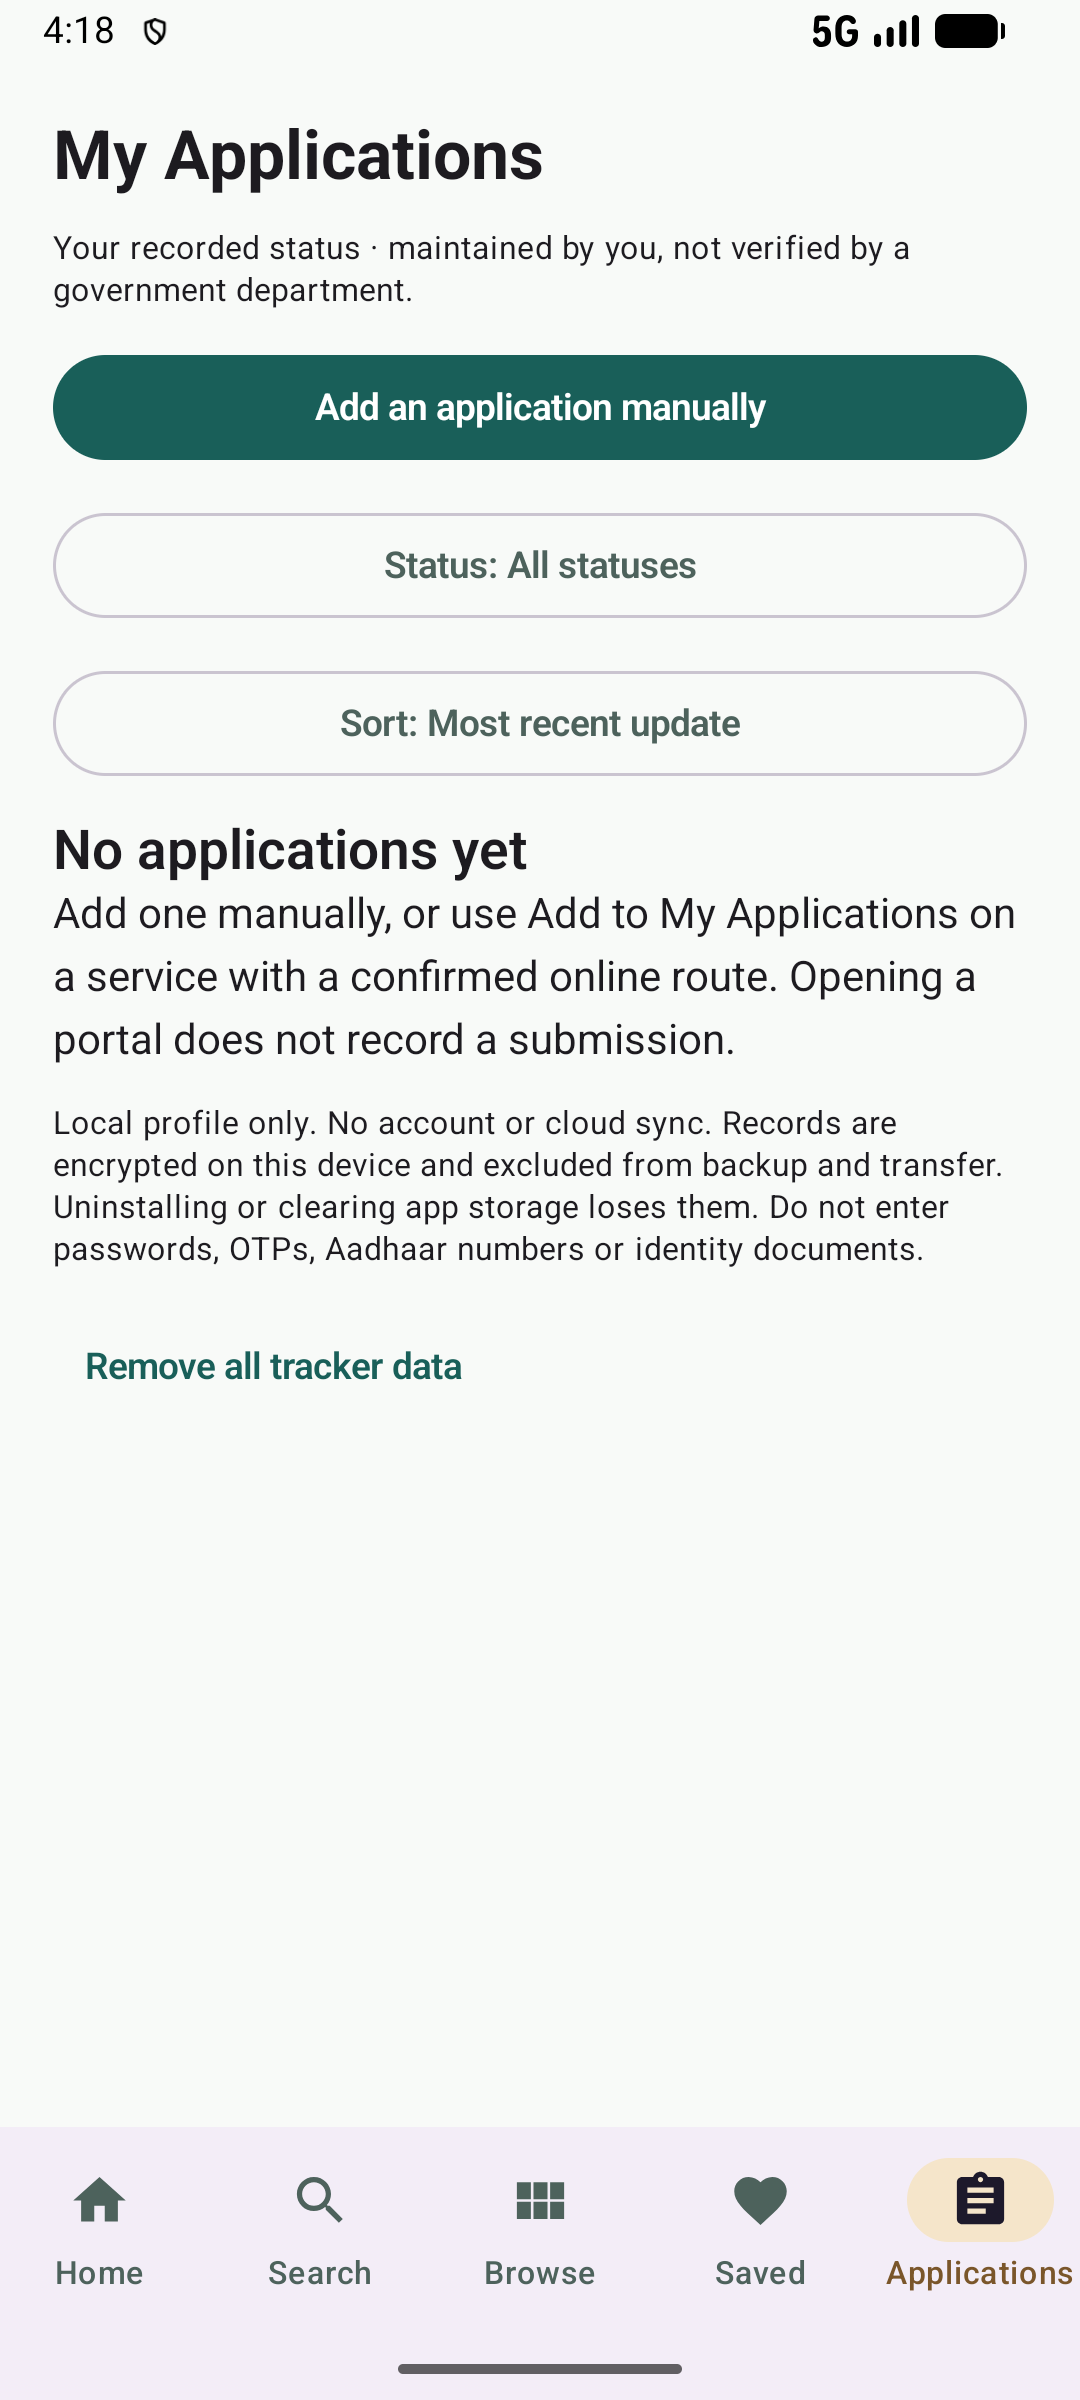 4:18
5G
My Applications
Your recorded status · maintained by you, not verified by a
government department.
Add an application manually
Status: All statuses
Sort: Most recent update
No applications yet
Add one manually, or use Add to My Applications on
a service with a confirmed online route. Opening a
portal does not record a submission.
Local profile only. No account or cloud sync. Records are
encrypted on this device and excluded from backup and transfer.
Uninstalling or clearing app storage loses them. Do not enter
passwords, OTPs, Aadhaar numbers or identity documents.
Remove all tracker data
Home
Search
Browse
Saved
Applications